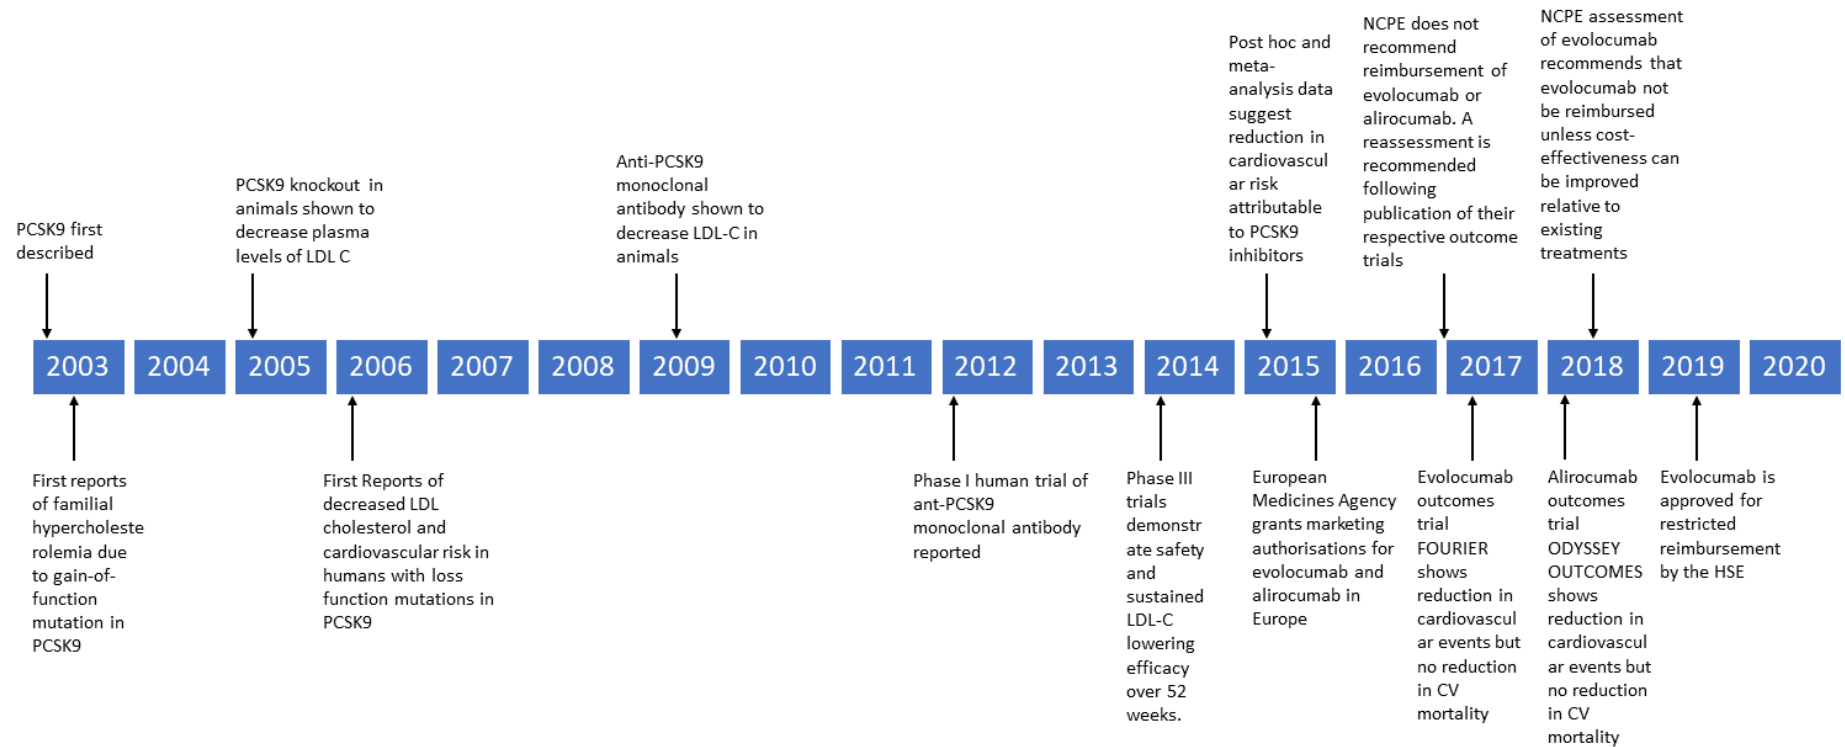 PCSK9 first
described
PCSK9 knockout in
animals shown to
decrease plasma
levels of LDL C
Anti-PCSK9
monoclonal
antibody shown to
decrease LDL-C in
animals
Post hoc and
meta-
analysis data
suggest
reduction in
cardiovascul
ar risk
attributable
to PCSK9
inhibitors
NCPE does not
recommend
reimbursement of
evolocumab or
alirocumab. A
reassessment is
recommended
following
publication of their
respective outcome
trials
NCPE assessment
of evolocumab
recommends that
evolocumab not
be reimbursed
unless cost-
effectiveness can
be improved
relative to
existing
treatments
2003
2004
2005
2006
2007
2008
2009
2010
2011
2012
2013
2014
2015
2016
2017
2018
2019
2020
First reports
of familial
hypercholeste
rolemia due
to gain-of-
function
mutation in
PCSK9
First Reports of
decreased LDL
cholesterol and
cardiovascular risk in
humans with loss
function mutations in
PCSK9
Phase I human trial of
ant-PCSK9
monoclonal antibody
reported
Phase III
trials
demonstr
ate safety
and
sustained
LDL-C
lowering
efficacy
over 52
weeks.
European
Medicines Agency
grants marketing
authorisations for
evolocumab and
alirocumab in
Europe
Evolocumab
outcomes
trial
FOURIER
shows
reduction in
cardiovascul
ar events but
no reduction
in CV
mortality
Alirocumab
outcomes
trial
ODYSSEY
OUTCOMES
shows
reduction in
cardiovascul
ar events but
no reduction
in CV
mortality
Evolocumab is
approved for
restricted
reimbursement
by the HSE